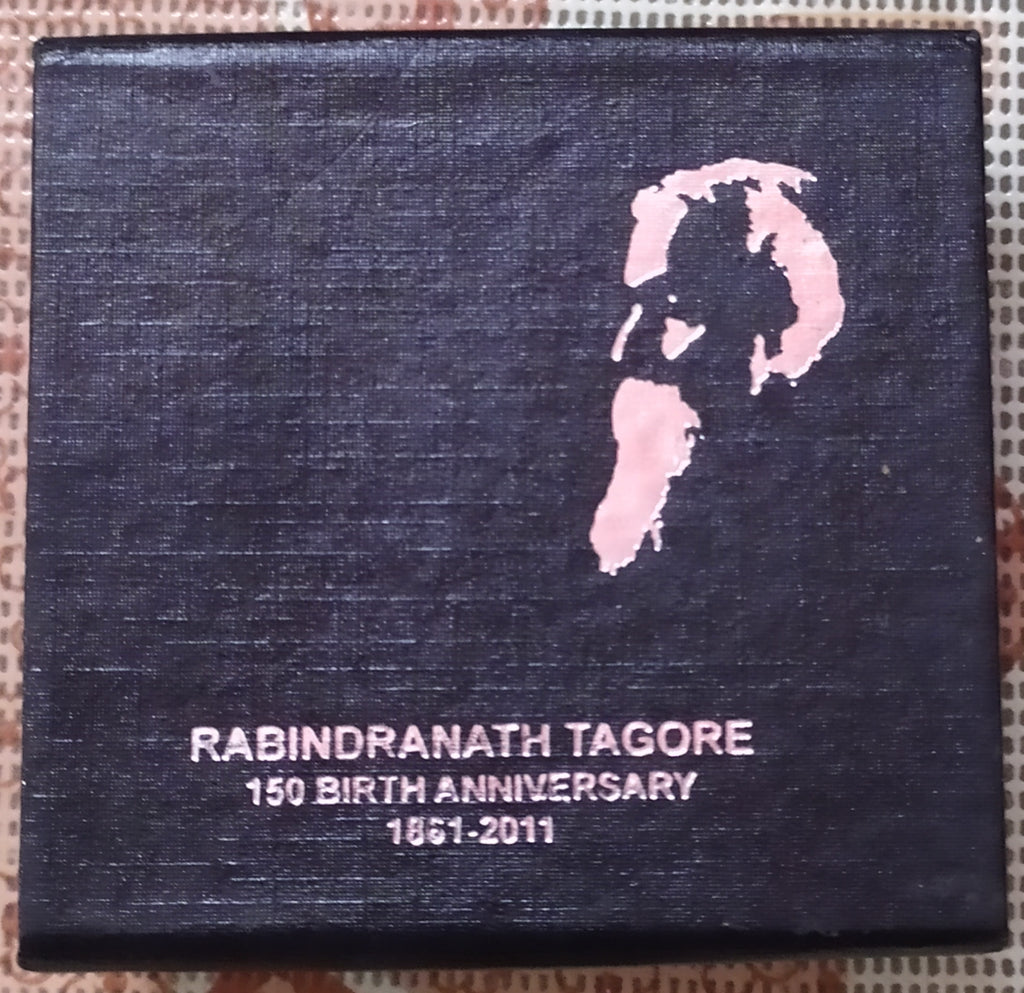 RABINDRANATH TAGORE
150 BIRTH ANNIVERSARY
1861-2011